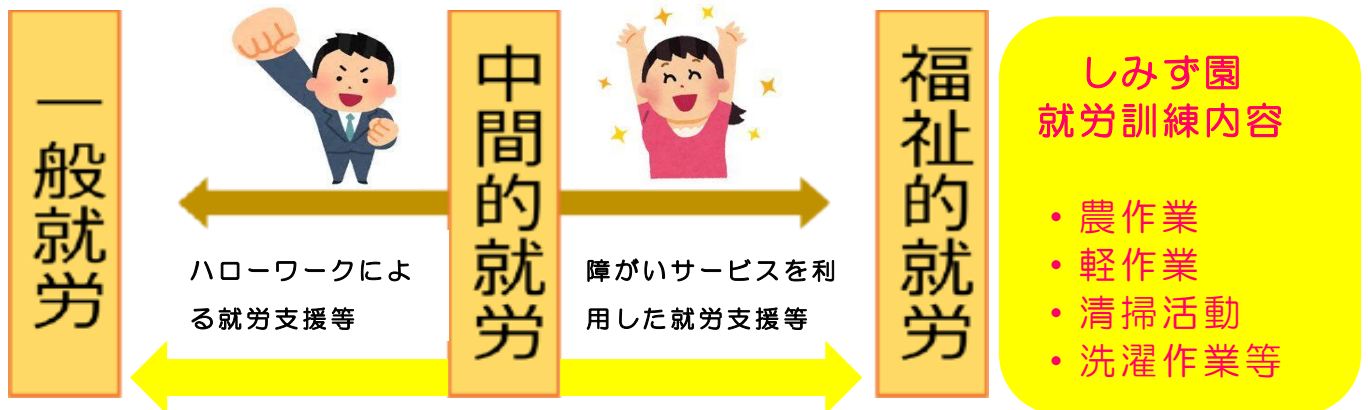 一般就労
ハローワークによ
る就労支援等
中間的就労
障がいサービスを利
用した就労支援等
福祉的就労
しみず園
就労訓練内容
・農作業
・軽作業
・清掃活動
・洗濯作業等